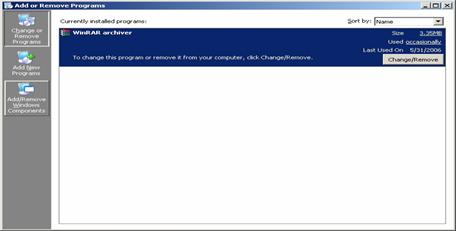 Add or Remove Programs
Change or
Remove
Programs
Add New
Programs
Add/Remove
Windows
Components
Currently installed programs:
Sort by: Name
WinRAR archiver
Size 3.35MB
Used occasionally
Last Used On 5/31/2006
To change this program or remove it from your computer, click Change/Remove.
Change/Remove